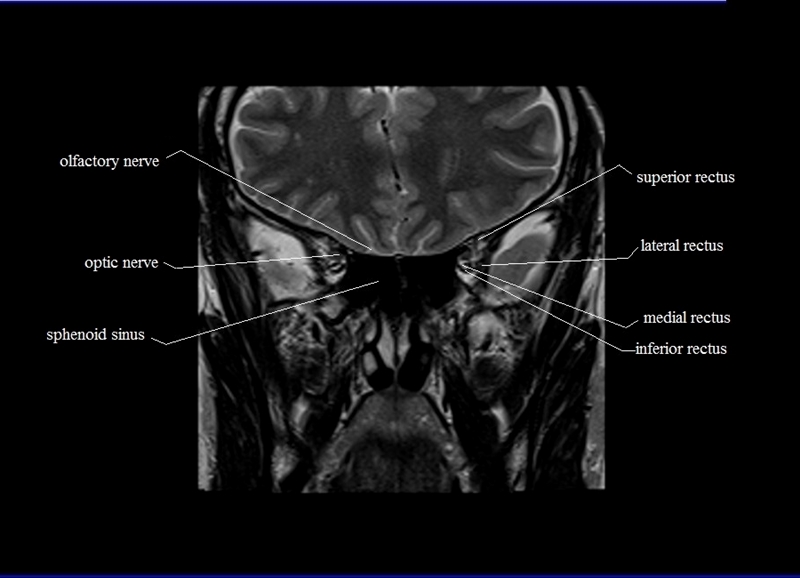 olfactory nerve
optic nerve
sphenoid sinus
superior rectus
lateral rectus
medial rectus
inferior rectus